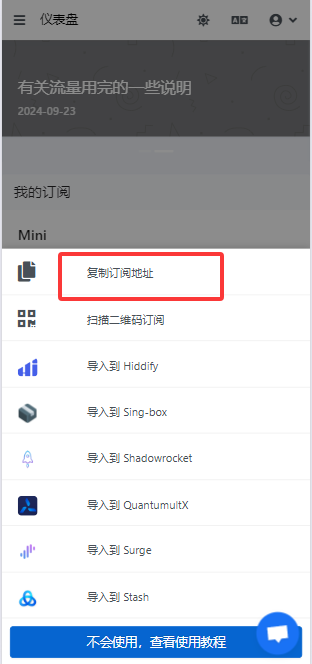 仪表盘
有关流量用完的一些说明
2024-09-23
我的订阅
Mini
复制订阅地址
扫描二维码订阅
导入到 Hiddify
导入到 Sing-box
导入到 Shadowrocket
导入到 QuantumultX
导入到 Surge
导入到 Stash
不会使用，查看使用教程